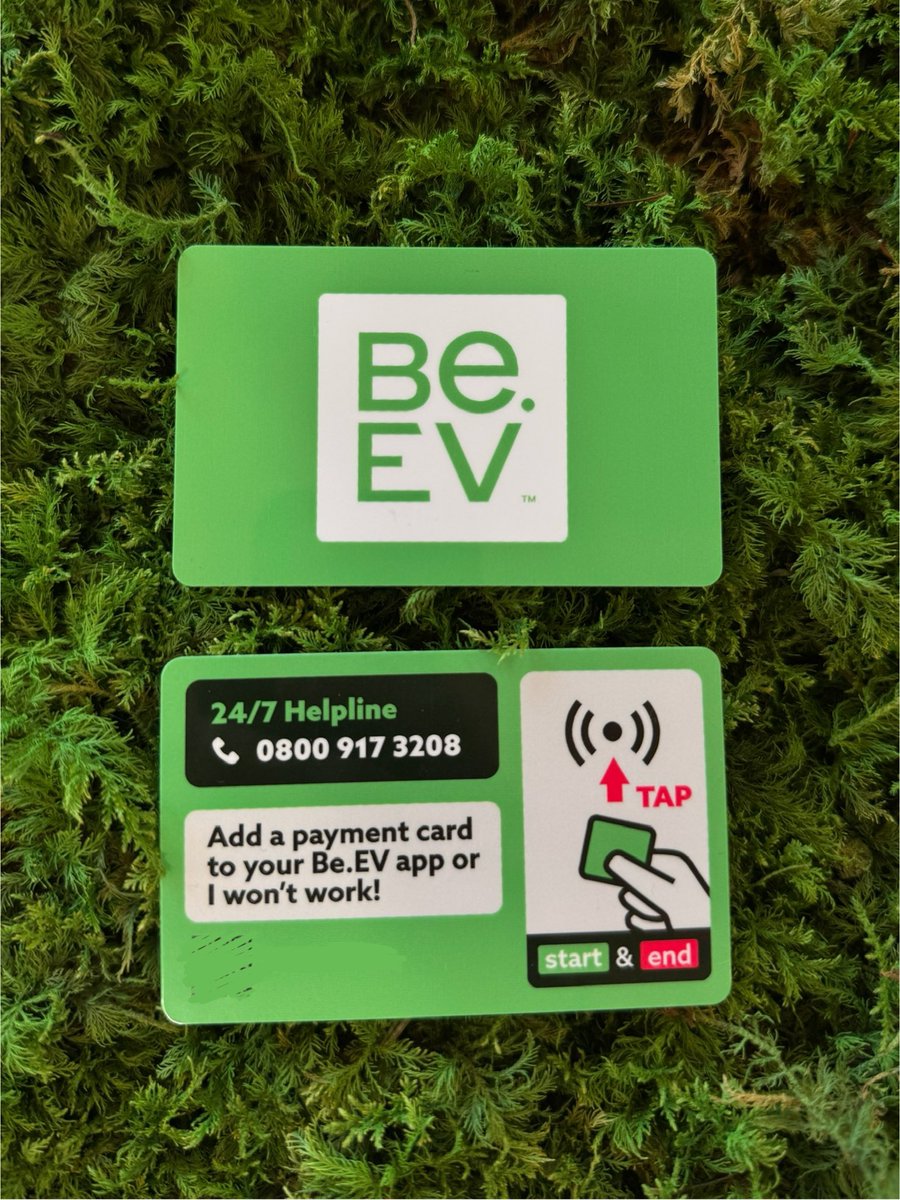 Be.
EV
TM
24/7 Helpline
0800 917 3208
Add a payment card
to your Be.EV app or
I won't work!
TAP
start & end